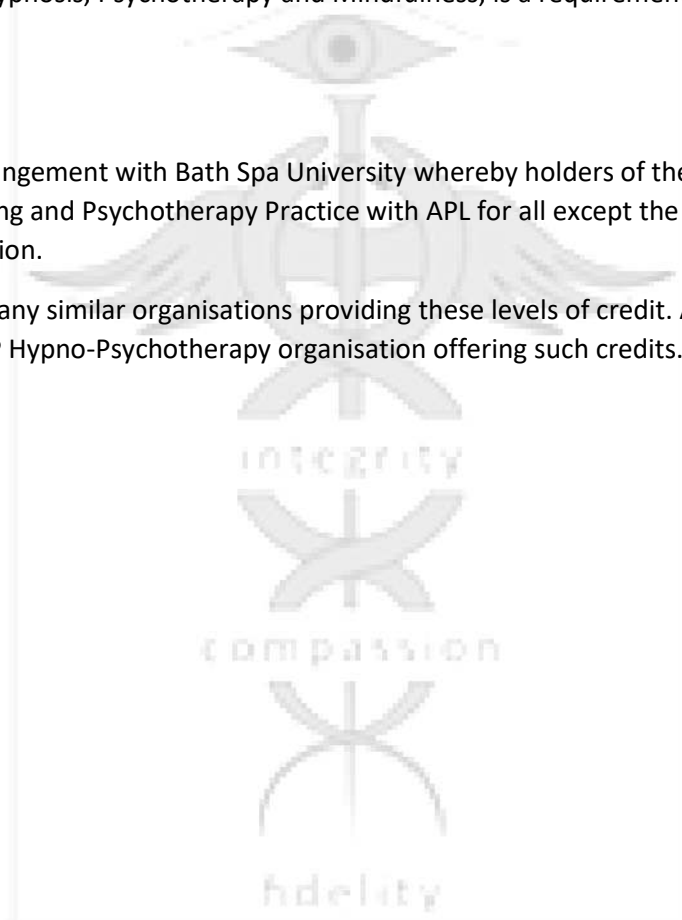 ypnosis, Psychotherapy and Mindfulness, is a requirement
ngement with Bath Spa University whereby holders of the
ng and Psychotherapy Practice with APL for all except the
ion.
any similar organisations providing these levels of credit. A
P Hypno-Psychotherapy organisation offering such credits.
integrity
compassion
fidelity